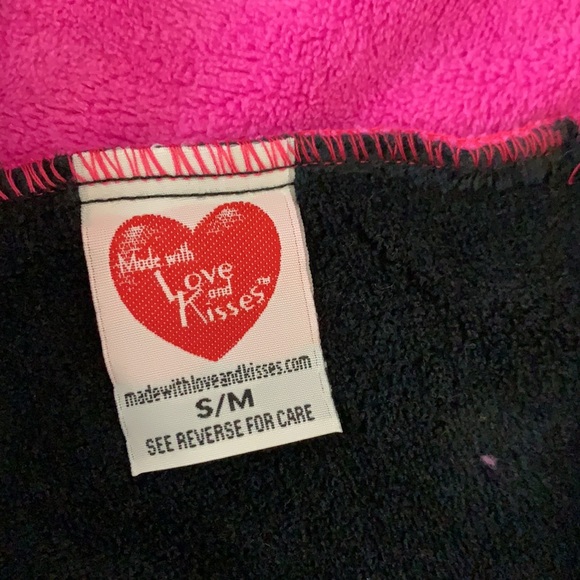 Made with
Love
and
Kisses™
madewithloveandkisses.com
S/M
SEE REVERSE FOR CARE